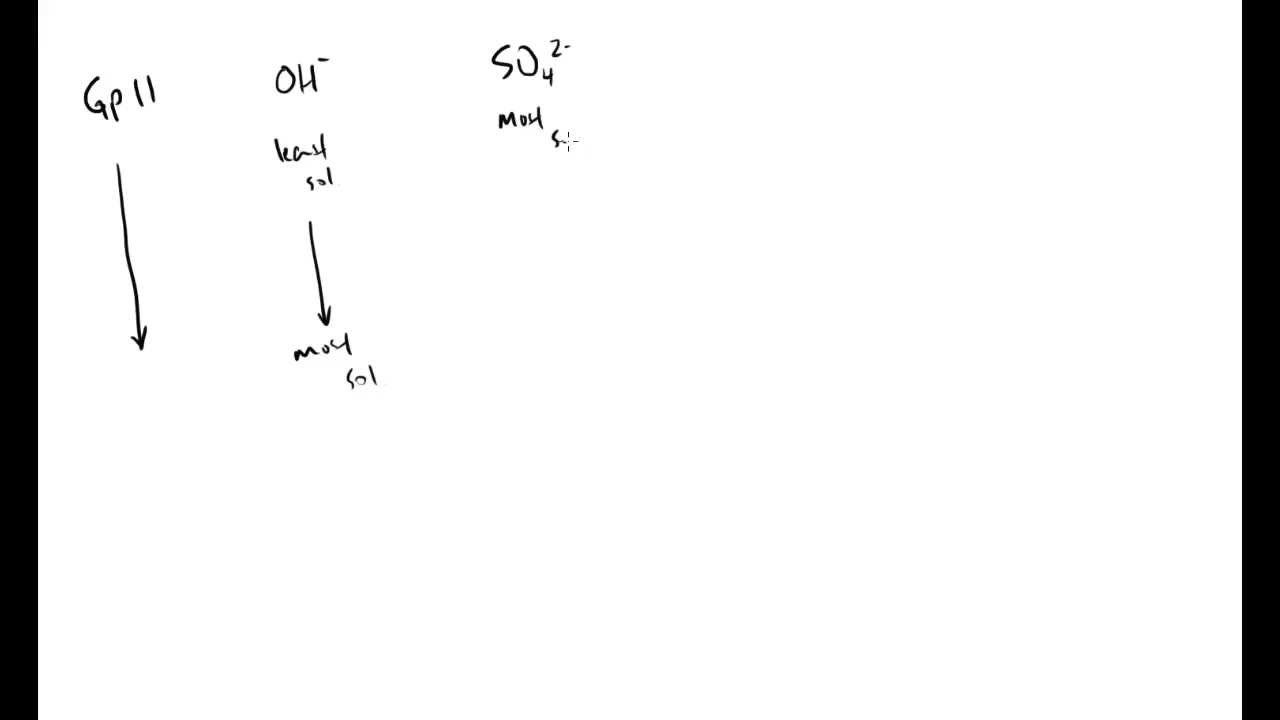 Gp II
OH⁻
least
sol
most
sol
SO₄²⁻
most
s